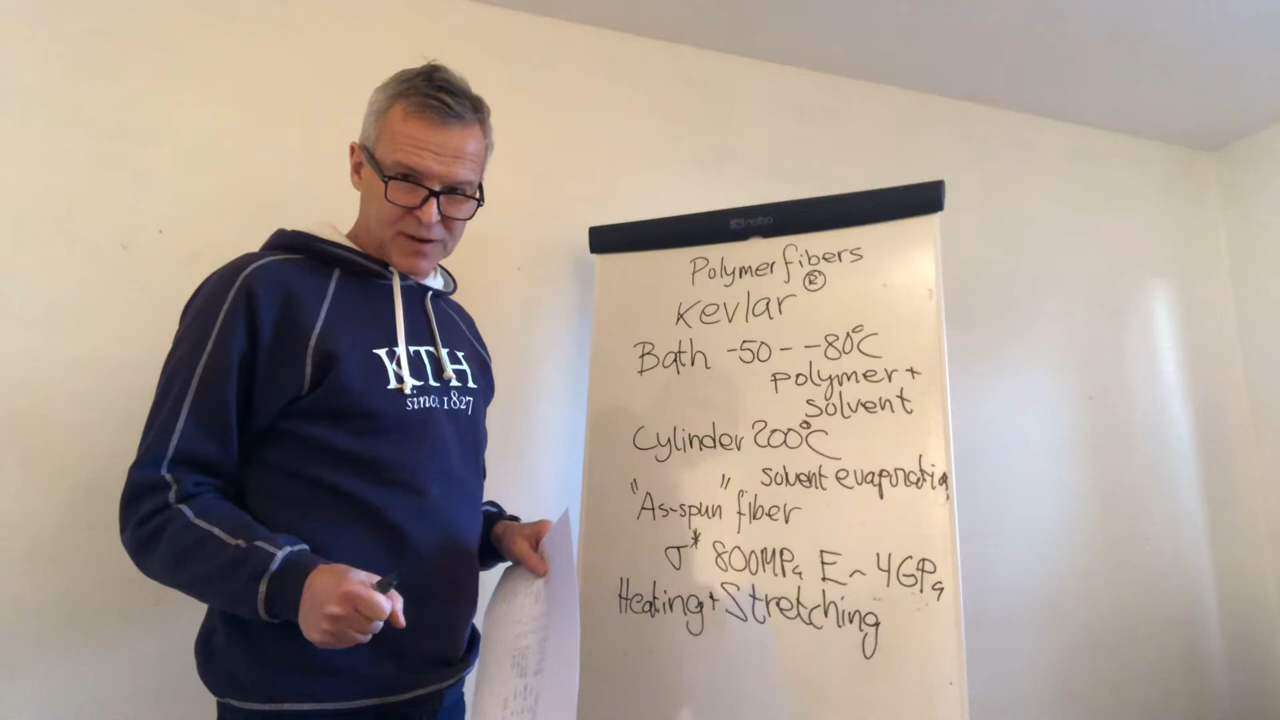 nobo
Polymer fibers
Kevlar ®
Bath -50 - -80°C
polymer +
solvent
Cylinder 200°C
solvent evaporation
"As-spun" fiber
σ* 800MPa E ~ 4GPa
Heating + Stretching
KTH
since 1827